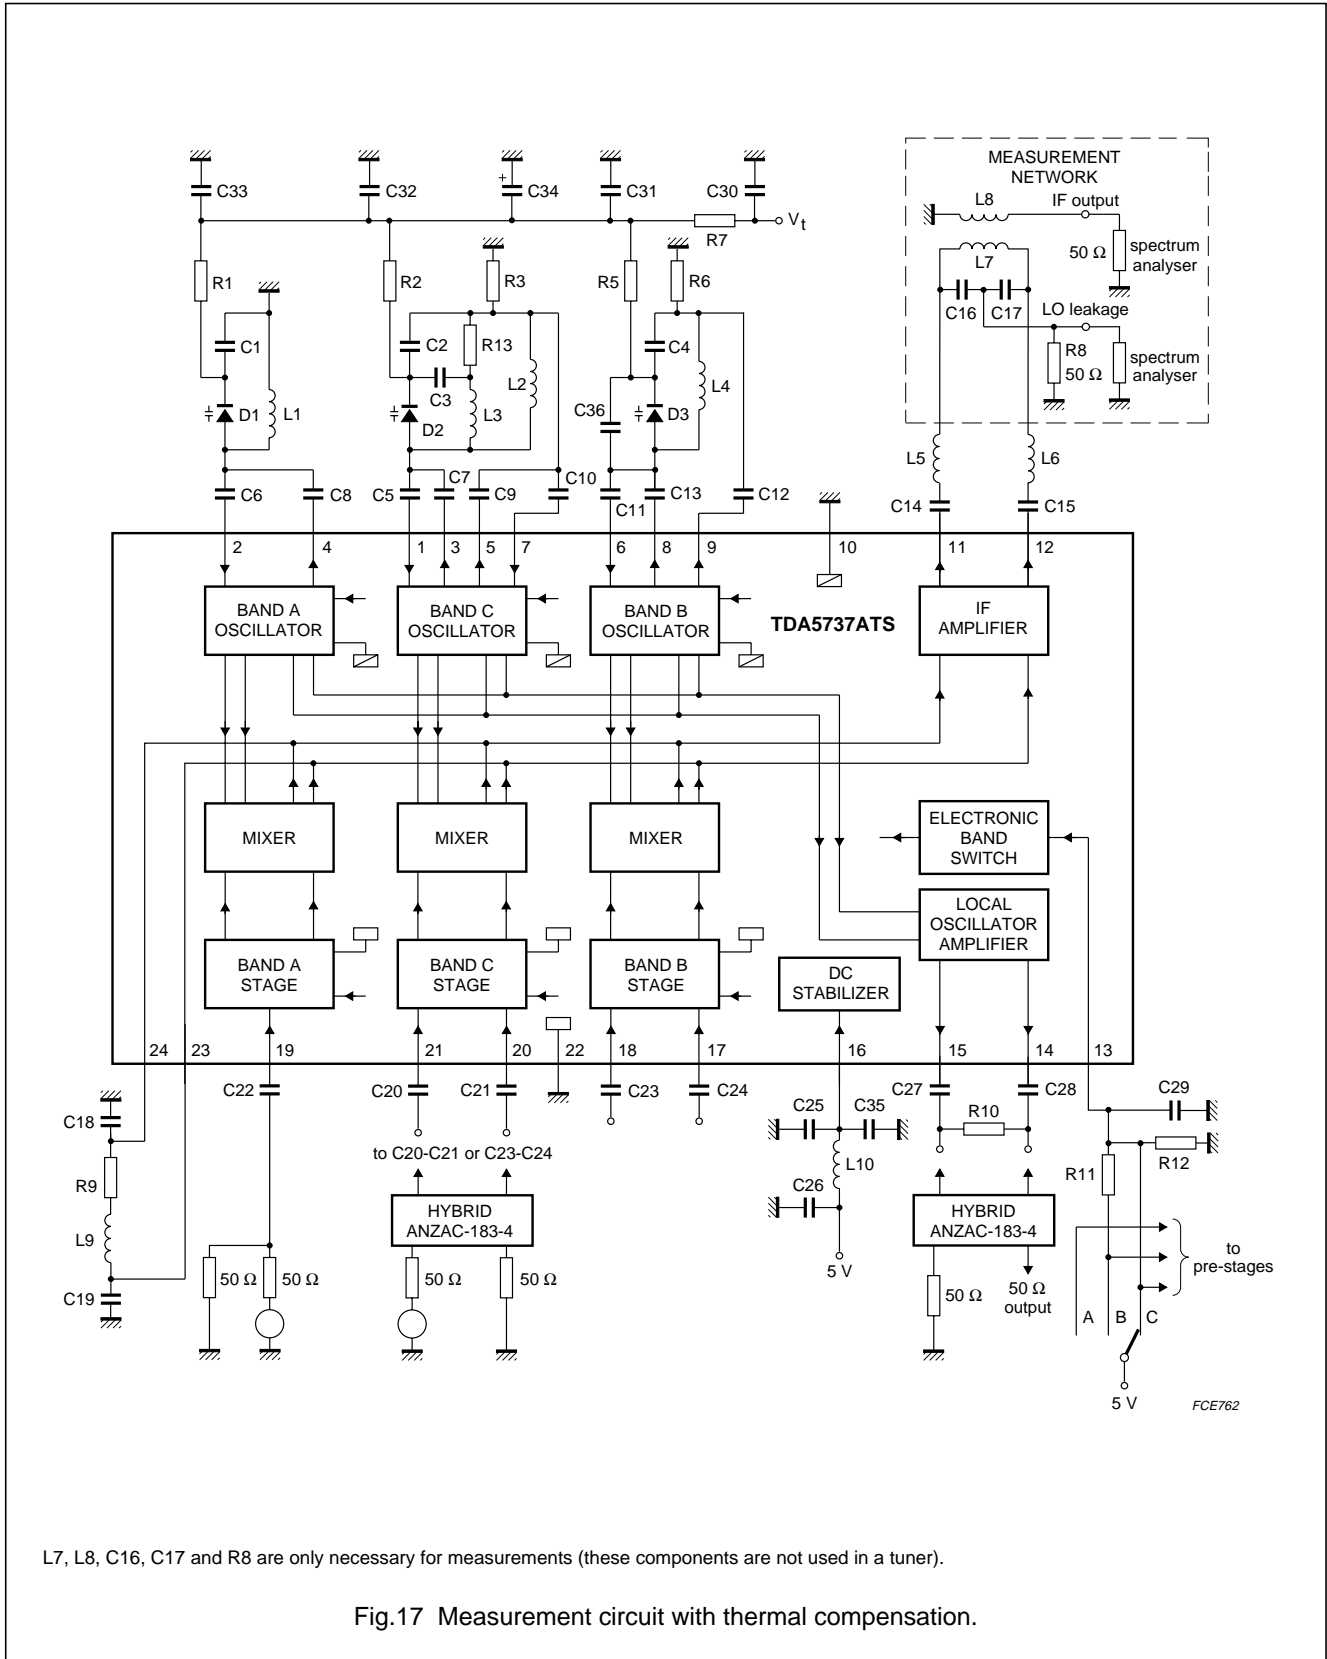 C33
C32
+
C34
C31
C30
Vt
R7
R1
C1
D1
L1
R2
R3
C2
R13
C3
L3
L2
D2
R5
R6
C4
L4
C36
D3
C6
C8
C5
C7
C9
C10
C11
C13
C12
MEASUREMENT
NETWORK
L8
IF output
50 Ω
spectrum
analyser
L7
C16
C17
LO leakage
R8
50 Ω
spectrum
analyser
L5
L6
C14
C15
2
4
1
3
5
7
6
8
9
10
11
12
BAND A
OSCILLATOR
BAND C
OSCILLATOR
BAND B
OSCILLATOR
TDA5737ATS
IF
AMPLIFIER
MIXER
MIXER
MIXER
ELECTRONIC
BAND
SWITCH
LOCAL
OSCILLATOR
AMPLIFIER
BAND A
STAGE
BAND C
STAGE
BAND B
STAGE
DC
STABILIZER
24
23
19
21
20
22
18
17
16
15
14
13
C18
R9
L9
C19
C22
50 Ω
50 Ω
C20
C21
to C20-C21 or C23-C24
HYBRID
ANZAC-183-4
50 Ω
50 Ω
C23
C24
C25
C35
L10
C26
5 V
C27
C28
R10
HYBRID
ANZAC-183-4
50 Ω
50 Ω
output
C29
R12
R11
to
pre-stages
A
B
C
5 V
FCE762
L7, L8, C16, C17 and R8 are only necessary for measurements (these components are not used in a tuner).
Fig.17 Measurement circuit with thermal compensation.